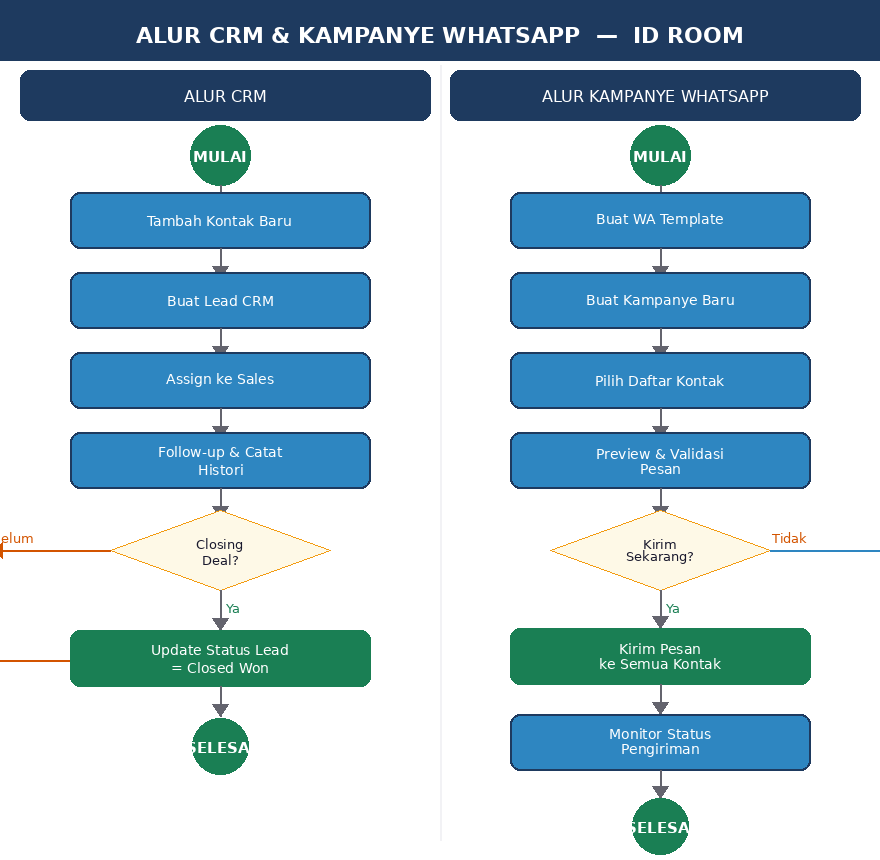 ALUR CRM & KAMPANYE WHATSAPP — ID ROOM
ALUR CRM
MULAI
Tambah Kontak Baru
Buat Lead CRM
Assign ke Sales
Follow-up & Catat
Histori
Closing
Deal?
elum
Ya
Update Status Lead
= Closed Won
SELESAI
ALUR KAMPANYE WHATSAPP
MULAI
Buat WA Template
Buat Kampanye Baru
Pilih Daftar Kontak
Preview & Validasi
Pesan
Kirim
Sekarang?
Tidak
Ya
Kirim Pesan
ke Semua Kontak
Monitor Status
Pengiriman
SELESAI